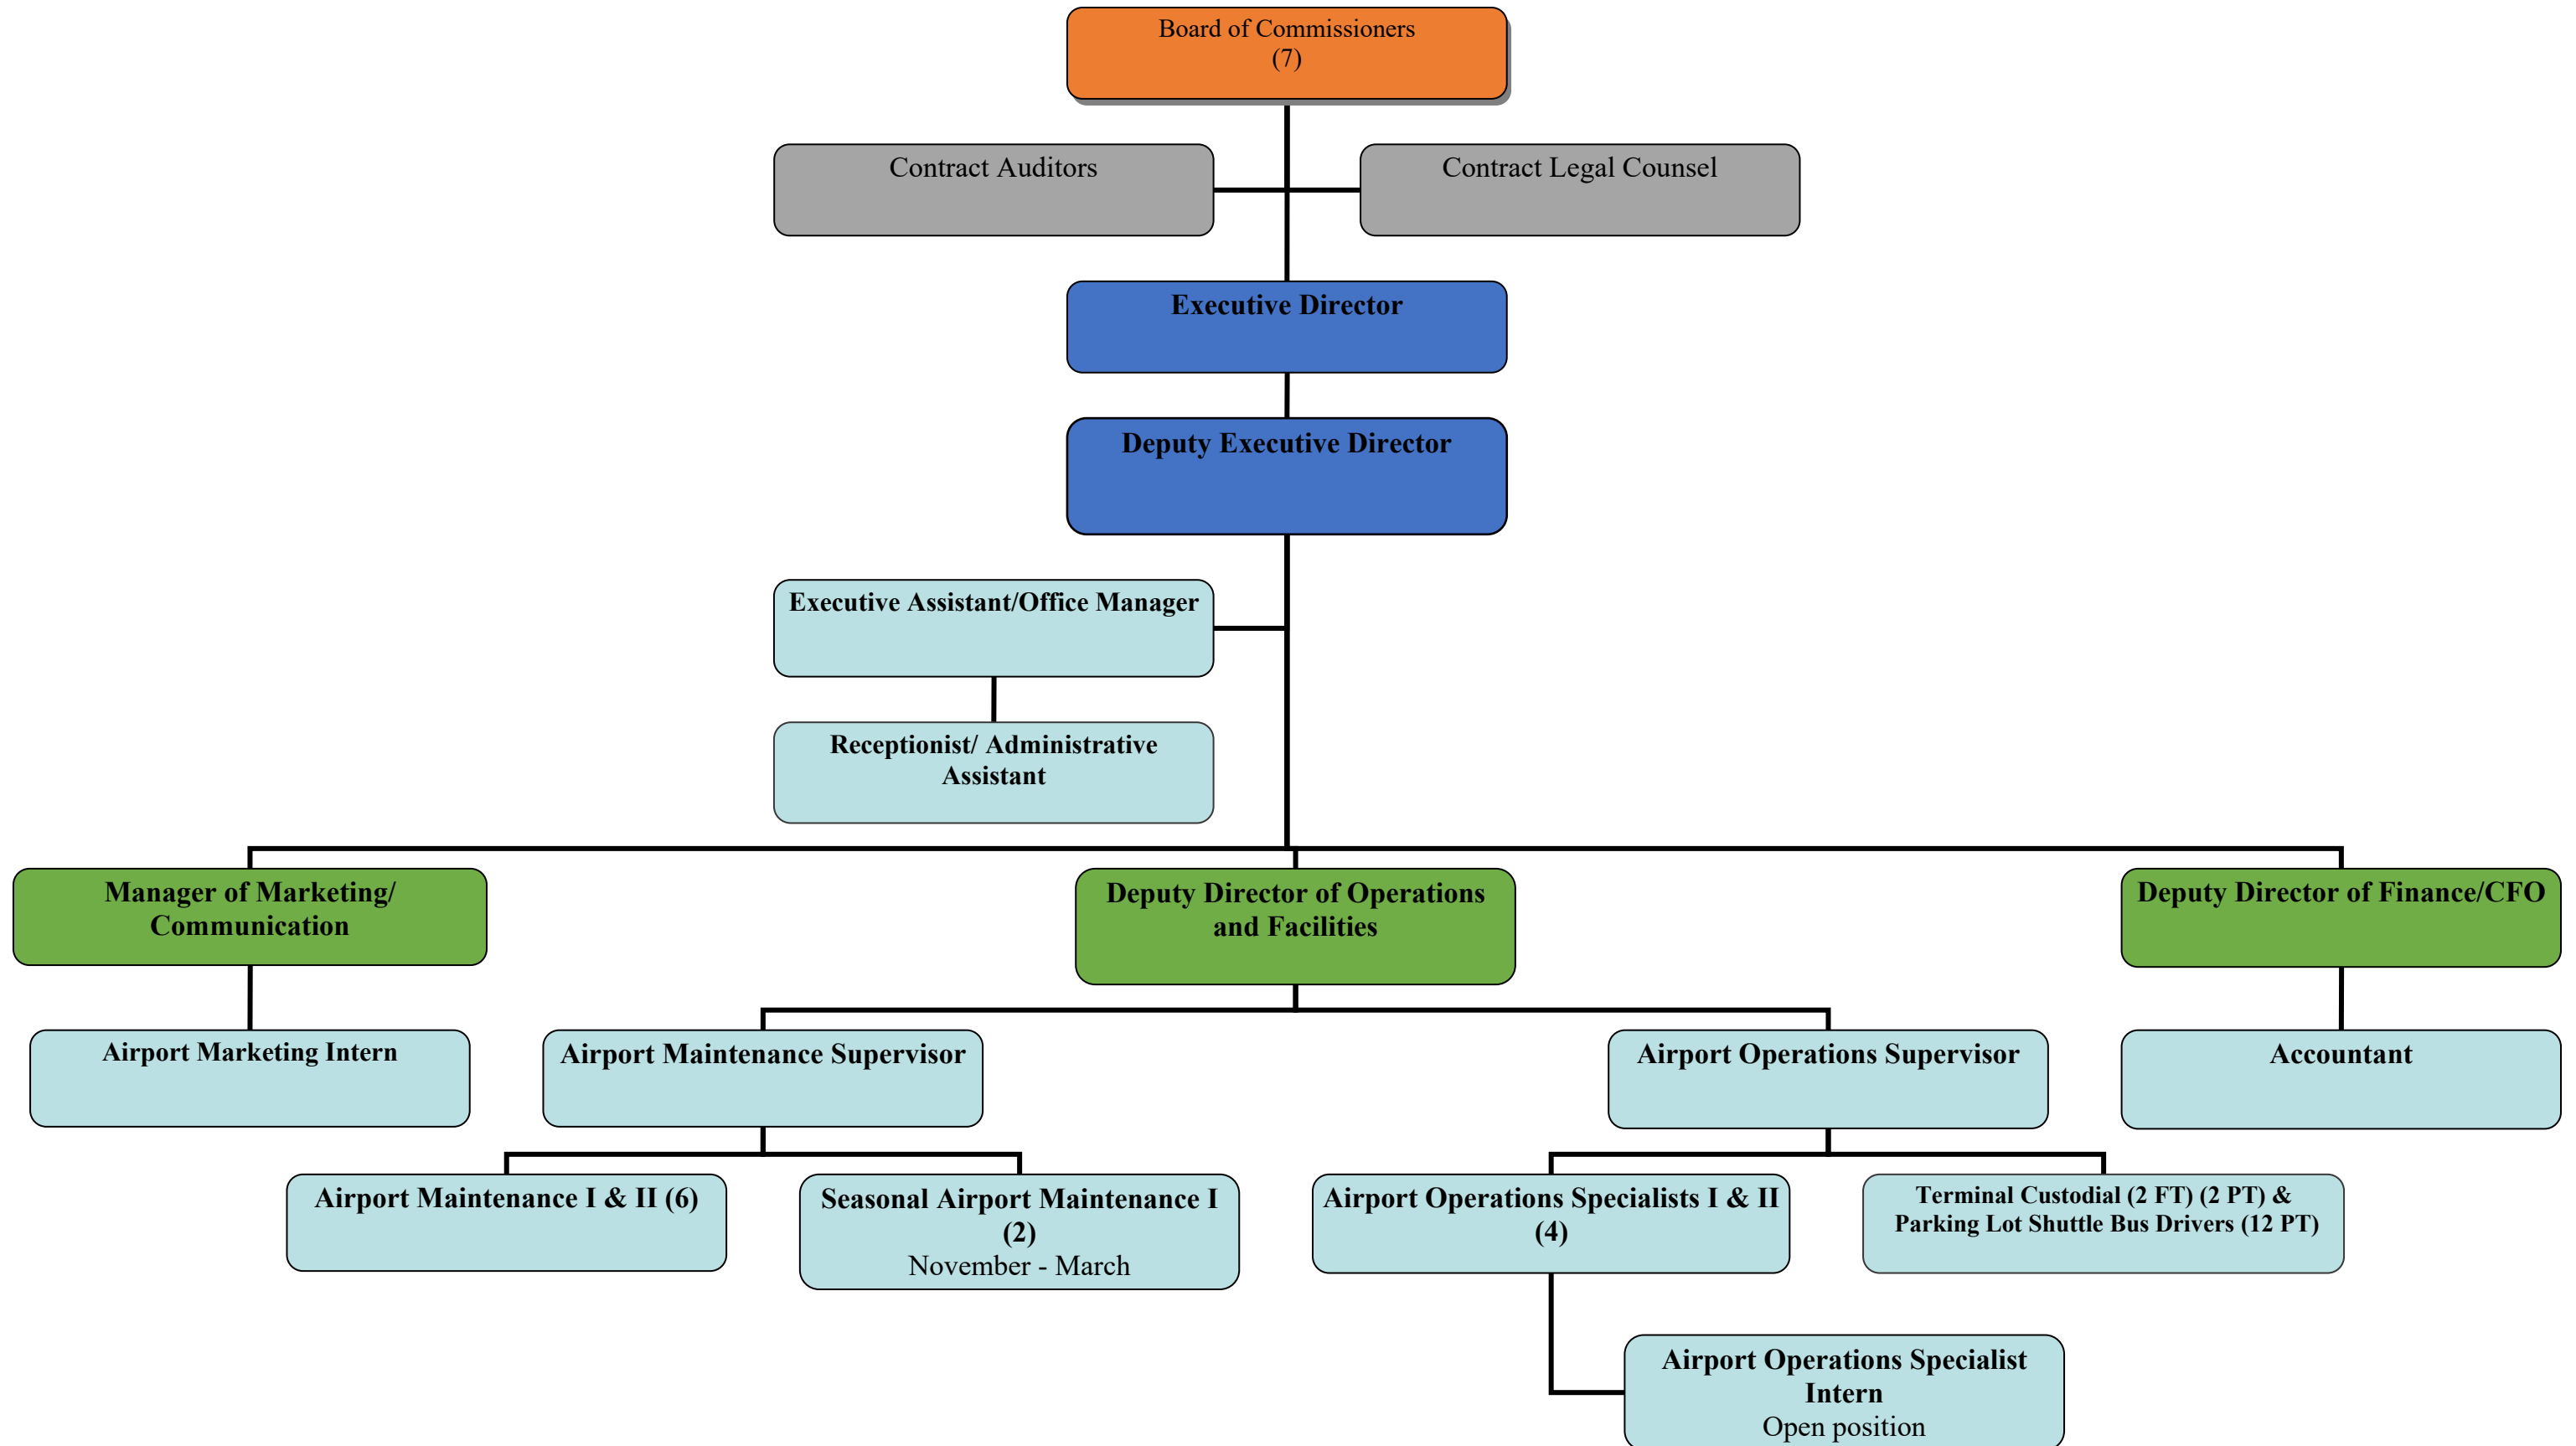 Board of Commissioners
(7)
Contract Auditors
Contract Legal Counsel
Executive Director
Deputy Executive Director
Executive Assistant/Office Manager
Receptionist/ Administrative
Assistant
Manager of Marketing/
Communication
Deputy Director of Operations
and Facilities
Deputy Director of Finance/CFO
Airport Marketing Intern
Airport Maintenance Supervisor
Airport Operations Supervisor
Accountant
Airport Maintenance I & II (6)
Seasonal Airport Maintenance I
(2)
November - March
Airport Operations Specialists I & II
(4)
Terminal Custodial (2 FT) (2 PT) &
Parking Lot Shuttle Bus Drivers (12 PT)
Airport Operations Specialist
Intern
Open position